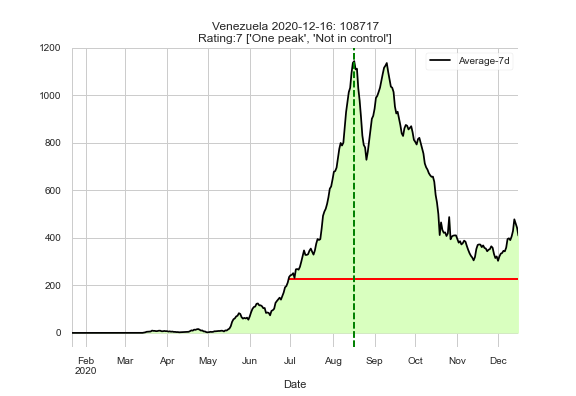 Venezuela 2020-12-16: 108717
Rating:7 ['One peak', 'Not in control']
Average-7d
1200
1000
800
600
400
200
0
Feb Mar Apr May Jun Jul Aug Sep Oct Nov Dec
2020
Date